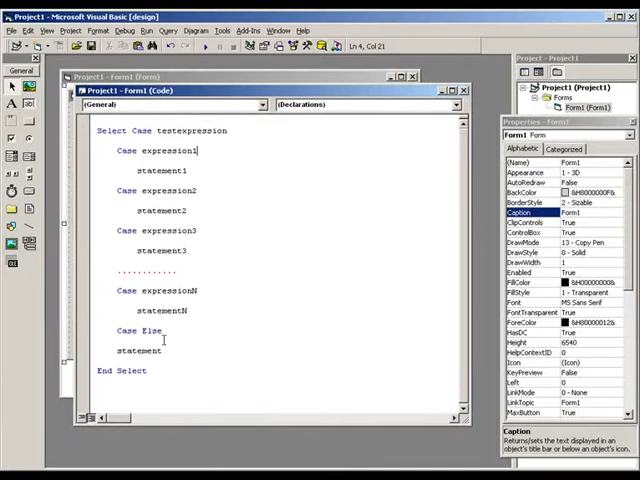 Project1 - Microsoft Visual Basic [design]
File Edit View Project Format Debug Run Query Diagram Tools Add-Ins Window Help
Ln 4, Col 21
General
Project1 - Form1 (Form)
Project1 - Form1 (Code)
(General) (Declarations)
Select Case testexpression
Case expression1
statement1
Case expression2
statement2
Case expression3
statement3
............
Case expressionN
statementN
Case Else
statement
End Select
Project - Project1
Project1 (Project1)
Forms
Form1 (Form1)
Properties - Form1
Form1 Form
Alphabetic Categorized
(Name) Form1
Appearance 1 - 3D
AutoRedraw False
BackColor &H8000000F&
BorderStyle 2 - Sizable
Caption Form1
ClipControls True
ControlBox True
DrawMode 13 - Copy Pen
DrawStyle 0 - Solid
DrawWidth 1
Enabled True
FillColor &H00000000&
FillStyle 1 - Transparent
Font MS Sans Serif
FontTransparent True
ForeColor &H80000012&
HasDC True
Height 6540
HelpContextID 0
Icon (Icon)
KeyPreview False
Left 0
LinkMode 0 - None
LinkTopic Form1
MaxButton True
Caption
Returns/sets the text displayed in an
object's title bar or below an object's icon.